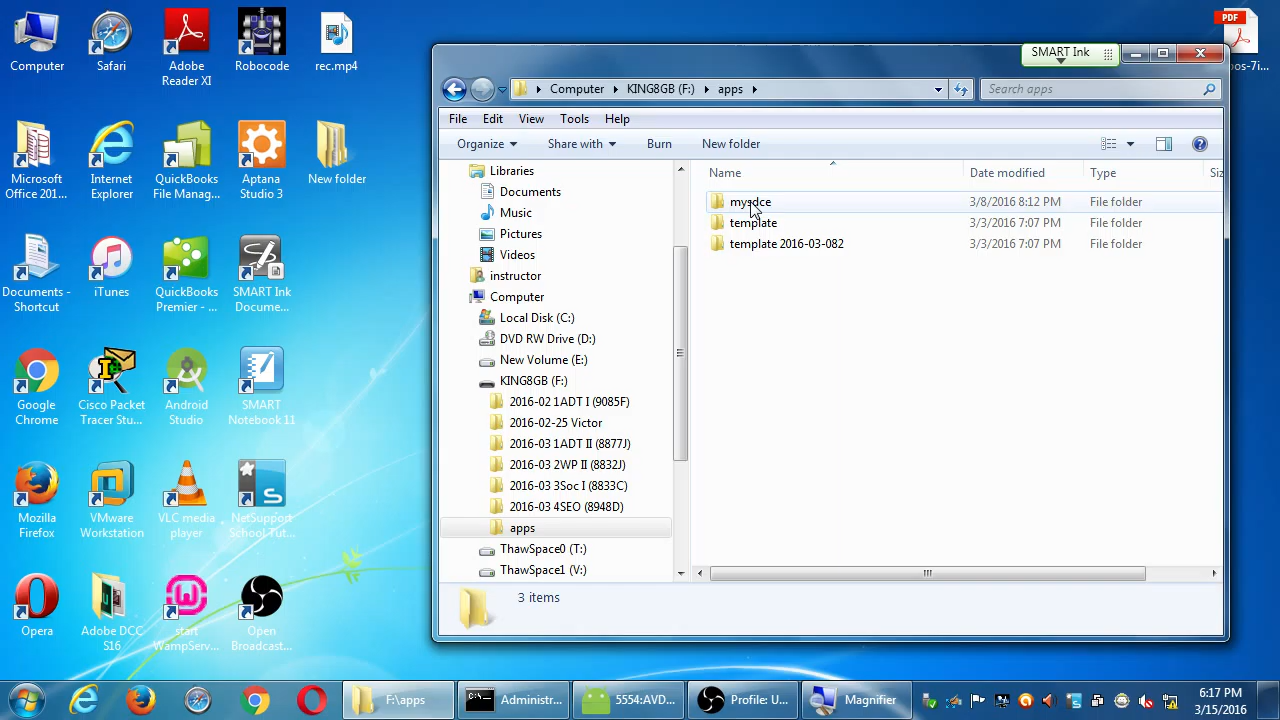 Computer
Safari
Adobe
Reader XI
Robocode
rec.mp4
Microsoft
Office 201...
Internet
Explorer
QuickBooks
File Manag...
Aptana
Studio 3
New folder
Documents -
Shortcut
iTunes
QuickBooks
Premier - ...
SMART Ink
Docume...
Google
Chrome
Cisco Packet
Tracer Stu...
Android
Studio
SMART
Notebook 11
Mozilla
Firefox
VMware
Workstation
VLC media
player
NetSupport
School Tut...
Opera
Adobe DCC
S16
start
WampServ...
Open
Broadcast...
PDF
oos-7i...
SMART Ink
Computer KING8GB (F:) apps
Search apps
File Edit View Tools Help
Organize Share with Burn New folder
Libraries
Documents
Music
Pictures
Videos
instructor
Computer
Local Disk (C:)
DVD RW Drive (D:)
New Volume (E:)
KING8GB (F:)
2016-02 1ADT I (9085F)
2016-02-25 Victor
2016-03 1ADT II (8877J)
2016-03 2WP II (8832J)
2016-03 3Soc I (8833C)
2016-03 4SEO (8948D)
apps
ThawSpace0 (T:)
ThawSpace1 (V:)
Name Date modified Type Siz
mysdce 3/8/2016 8:12 PM File folder
template 3/3/2016 7:07 PM File folder
template 2016-03-082 3/3/2016 7:07 PM File folder
3 items
F:\apps
Administr...
5554:AVD...
Profile: U...
Magnifier
6:17 PM
3/15/2016